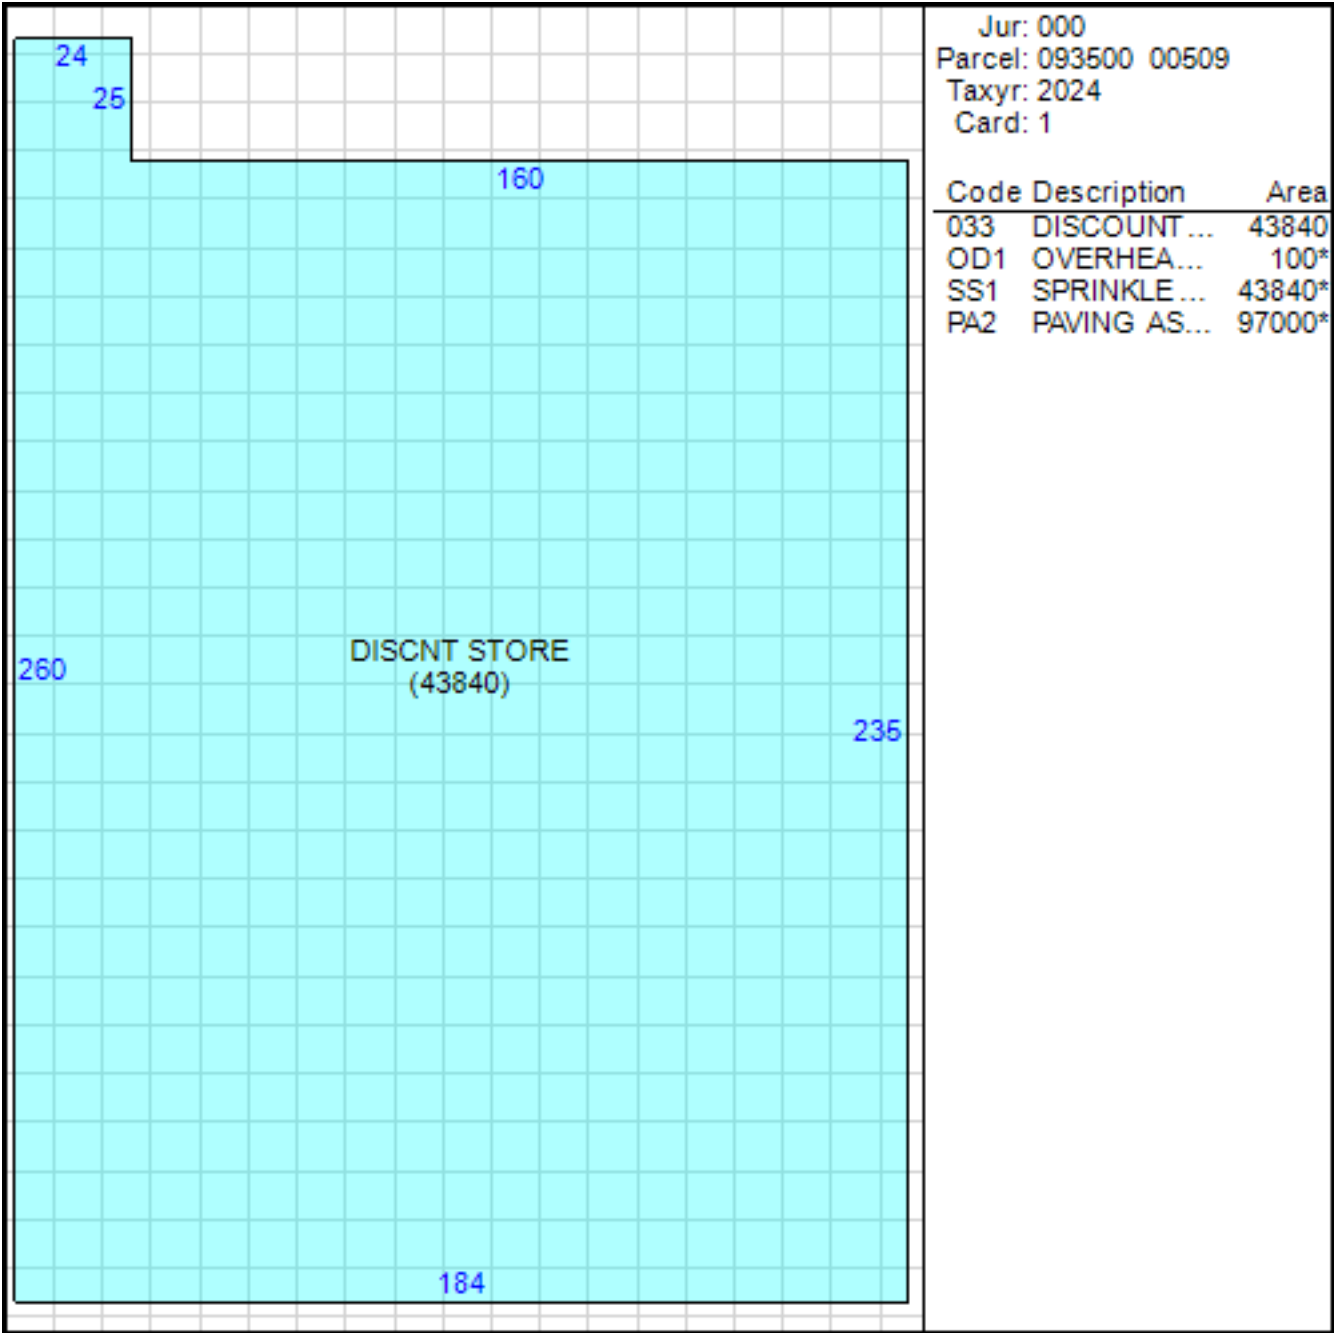 24
25
160
260
DISCNT STORE
(43840)
235
184
Jur: 000
Parcel: 093500 00509
Taxyr: 2024
Card: 1
Code Description Area
033 DISCOUNT... 43840
OD1 OVERHEA... 100*
SS1 SPRINKLE... 43840*
PA2 PAVING AS... 97000*